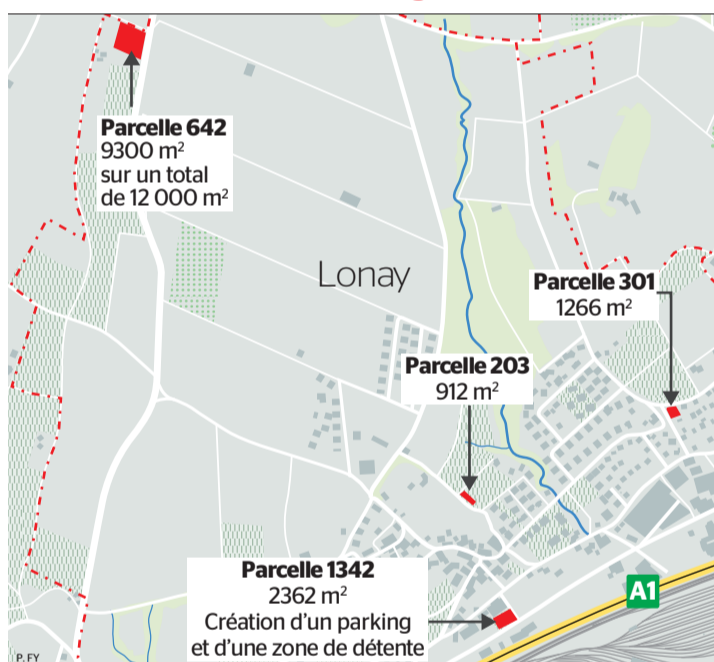 Parcelle 642
9300 m²
sur un total
de 12 000 m²
Lonay
Parcelle 301
1266 m²
Parcelle 203
912 m²
Parcelle 1342
2362 m²
Création d'un parking
et d'une zone de détente
A1
P. FY